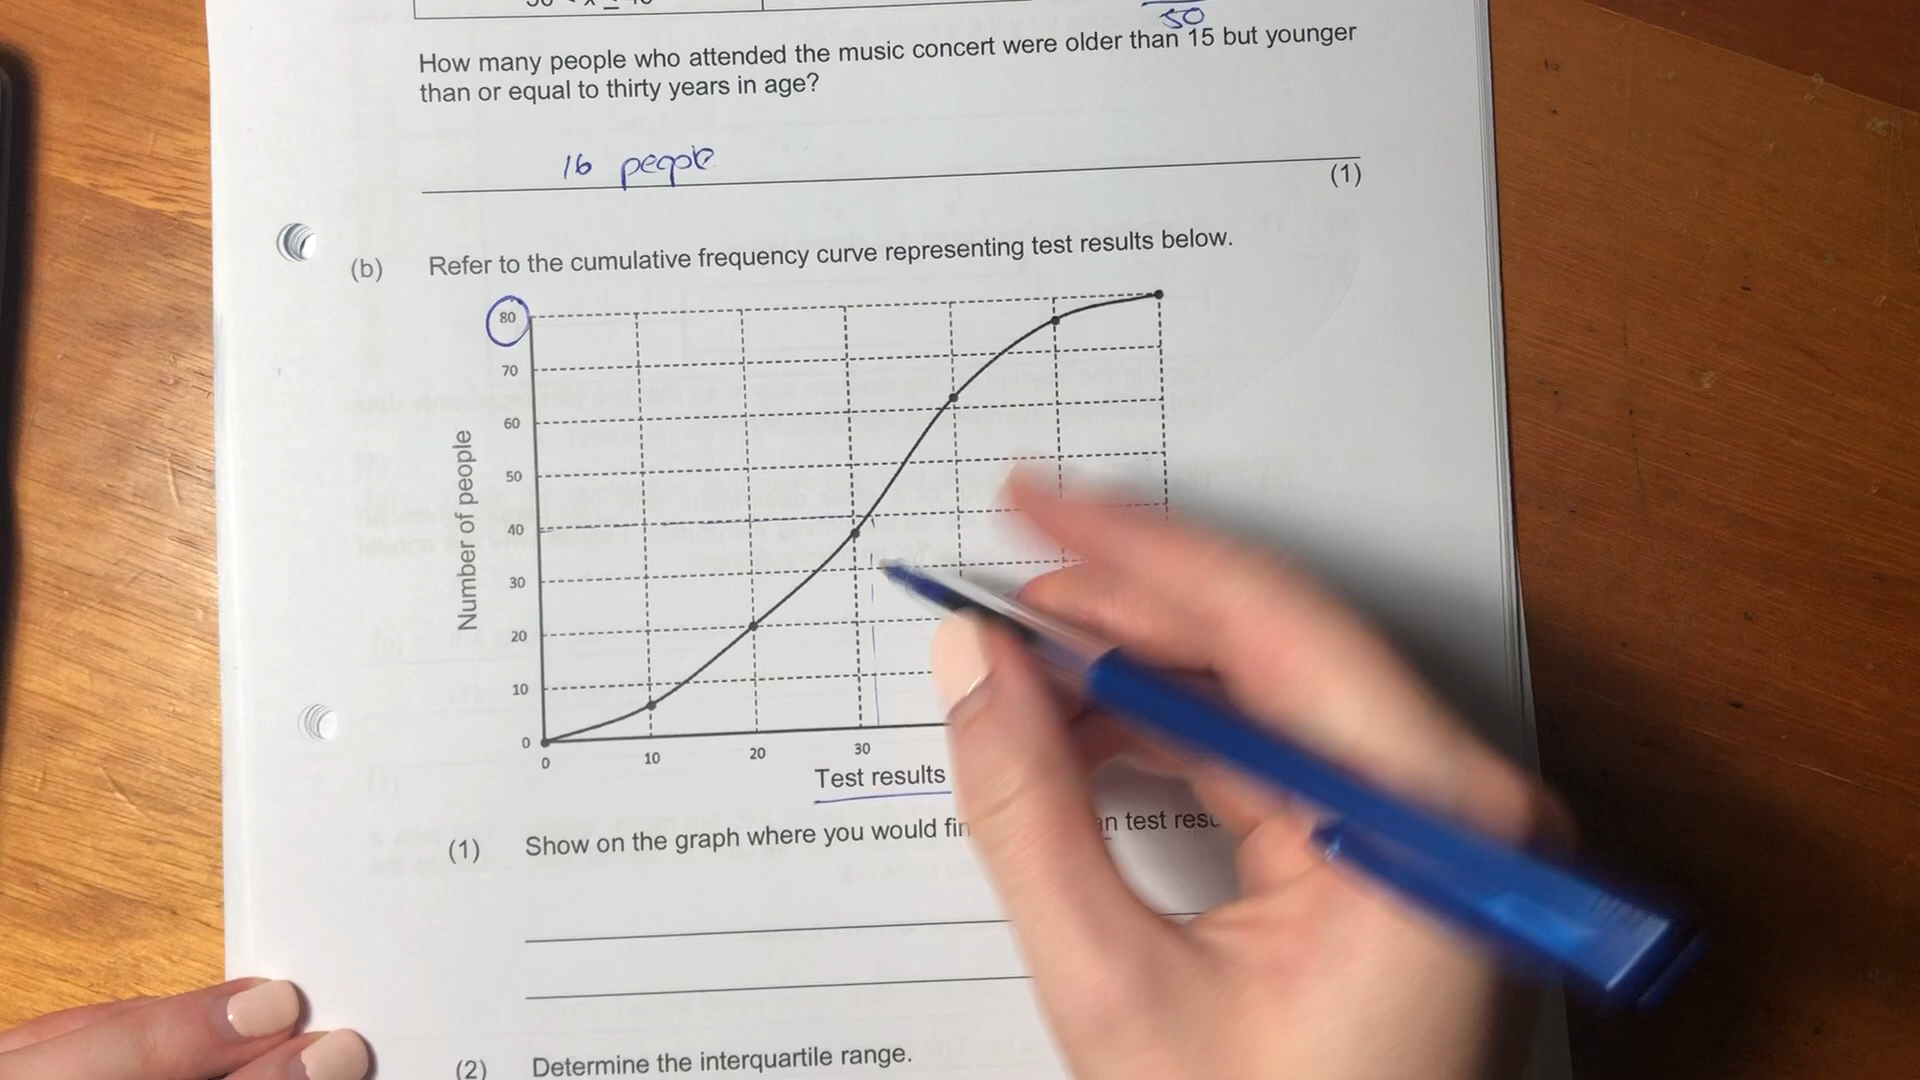 50
How many people who attended the music concert were older than 15 but younger
than or equal to thirty years in age?
16 people
(1)
(b) Refer to the cumulative frequency curve representing test results below.
80
70
60
50
40
30
20
10
0
Number of people
0 10 20 30
Test results
(1) Show on the graph where you would test
(2) Determine the interquartile range.